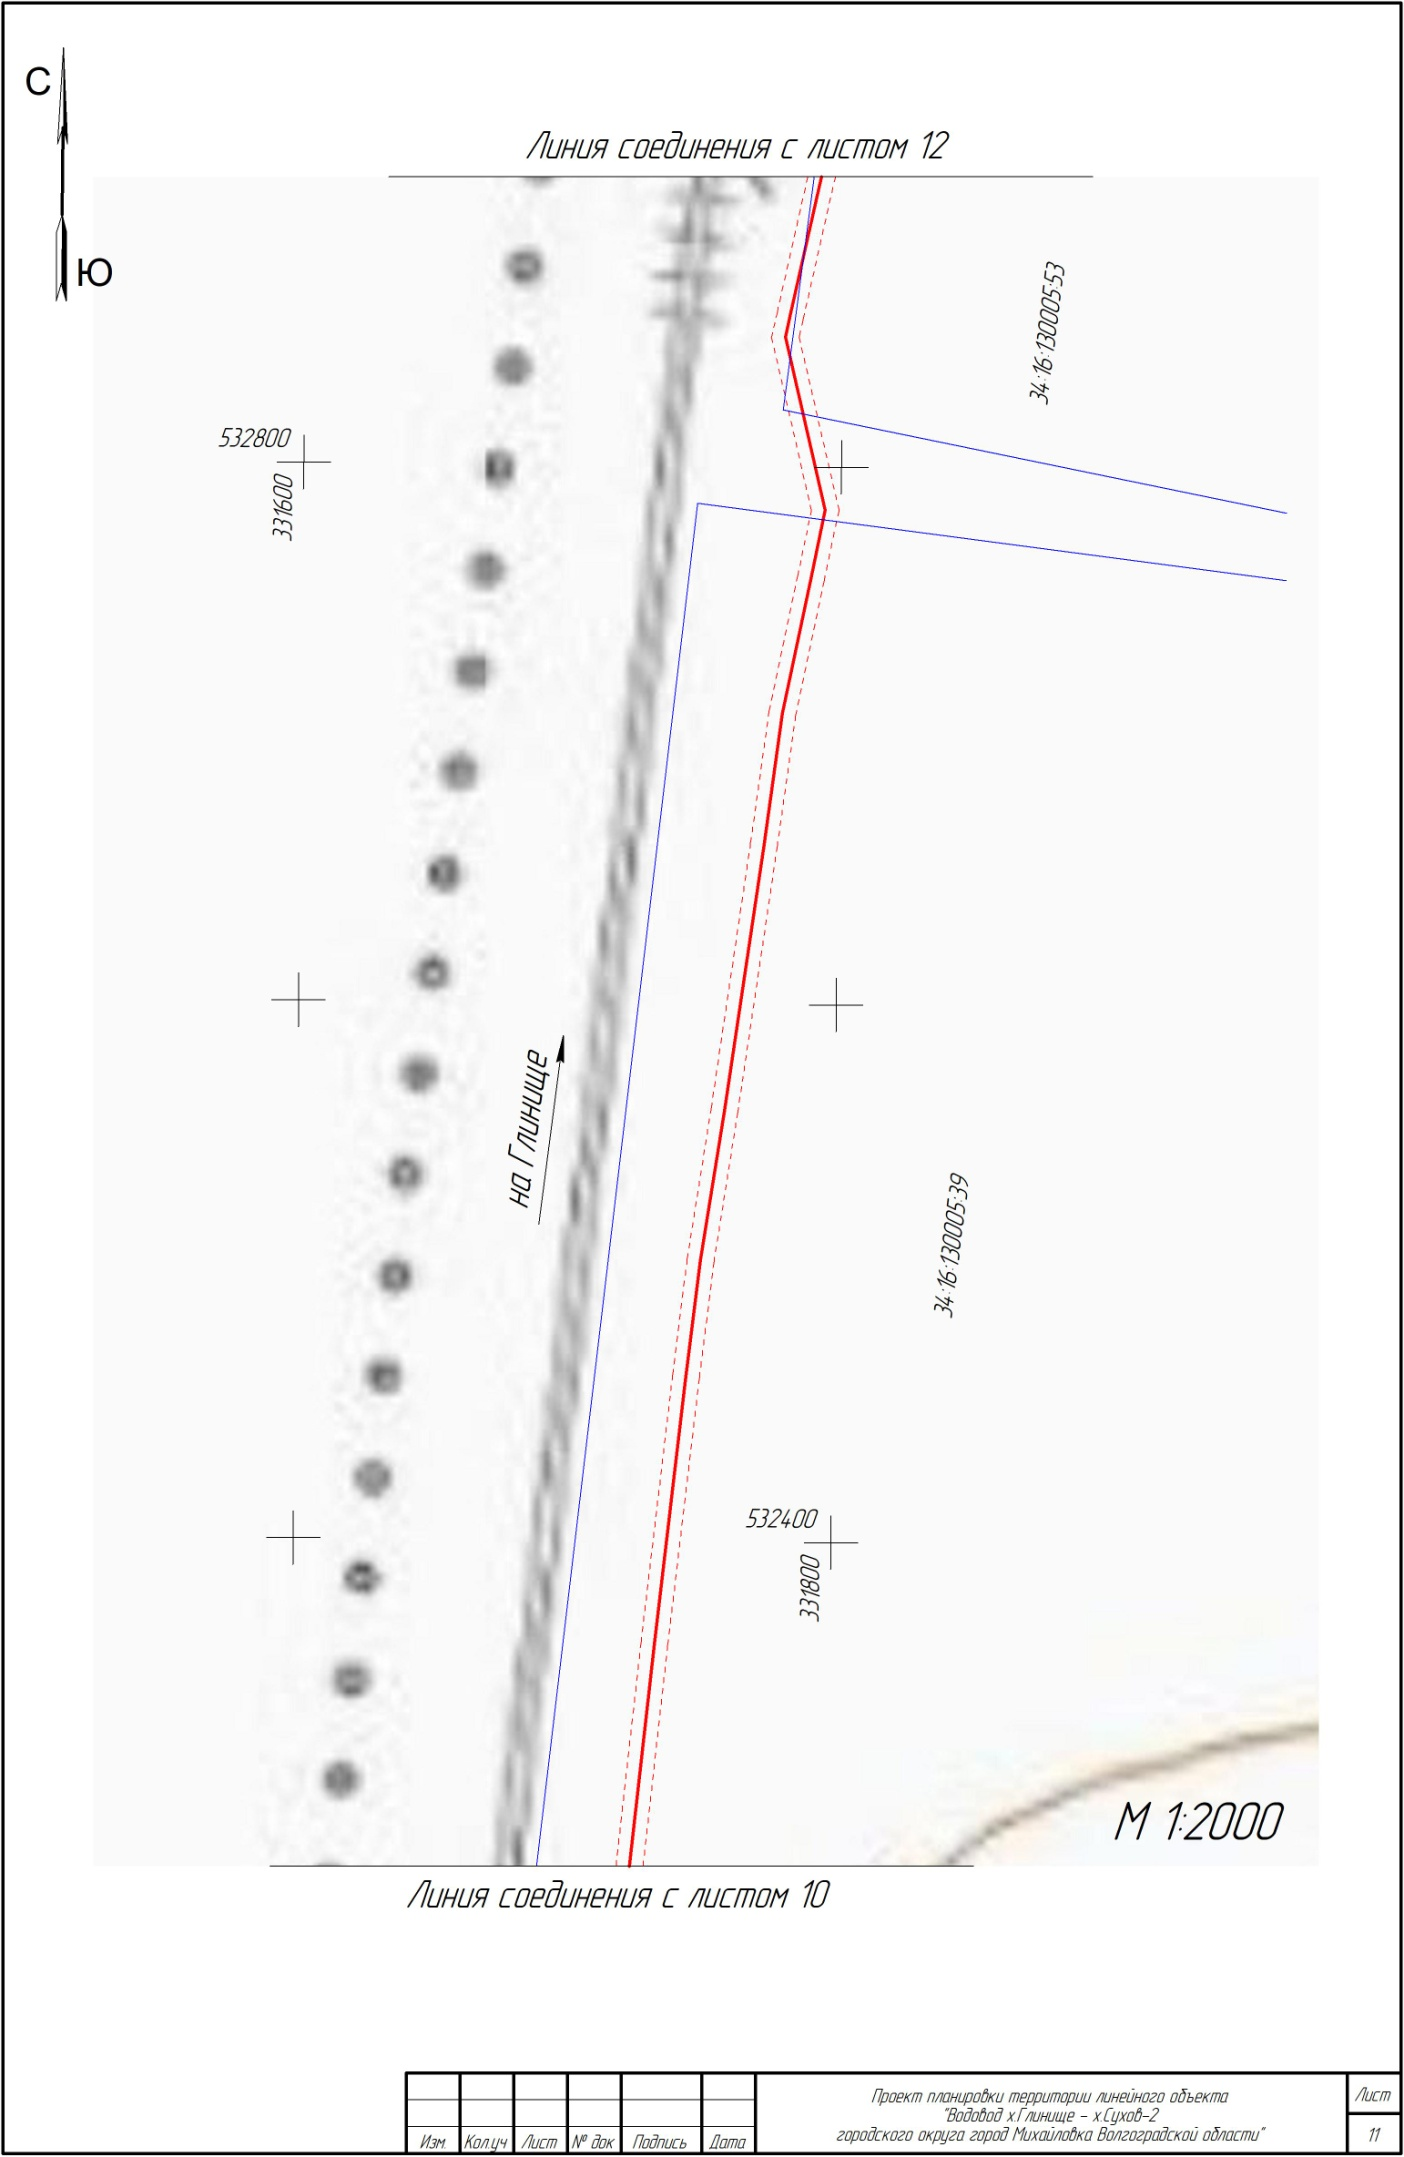 С
Ю
Линия соединения с листом 12
34:16:130005:53
532800
331600
на Глинище
34:16:130005:39
532400
331800
М 1:2000
Линия соединения с листом 10
Изм. Кол.уч Лист № док Подпись Дата
Проект планировки территории линейного объекта
"Водовод х.Глинище - х.Сухов-2
городского округа город Михайловка Волгоградской области"
Лист
11